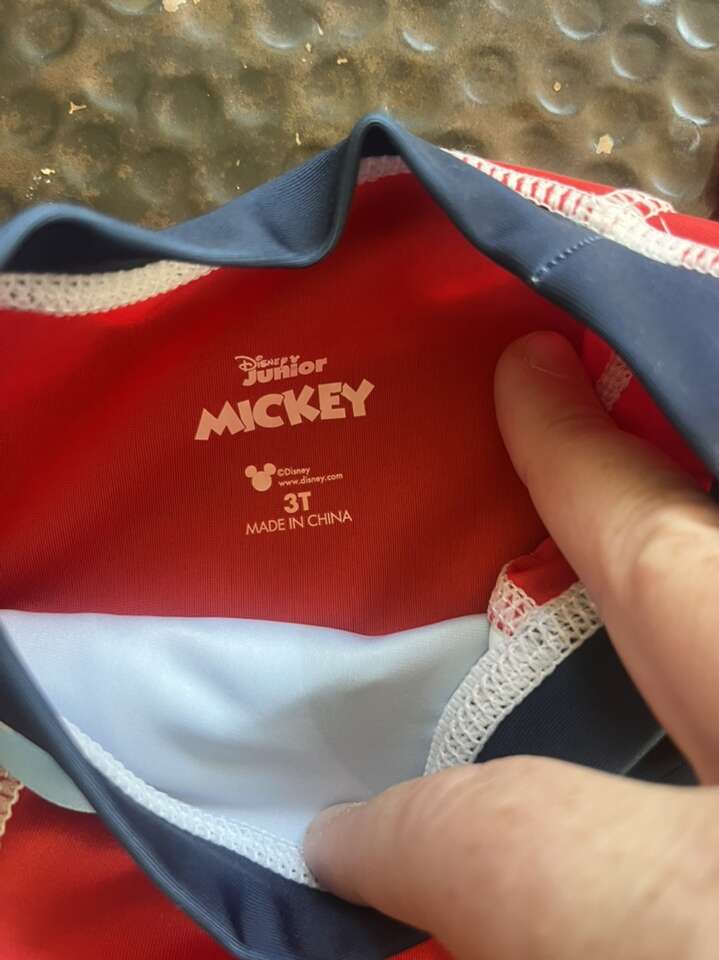 Disney
Junior
MICKEY
©Disney
www.disney.com
3T
MADE IN CHINA